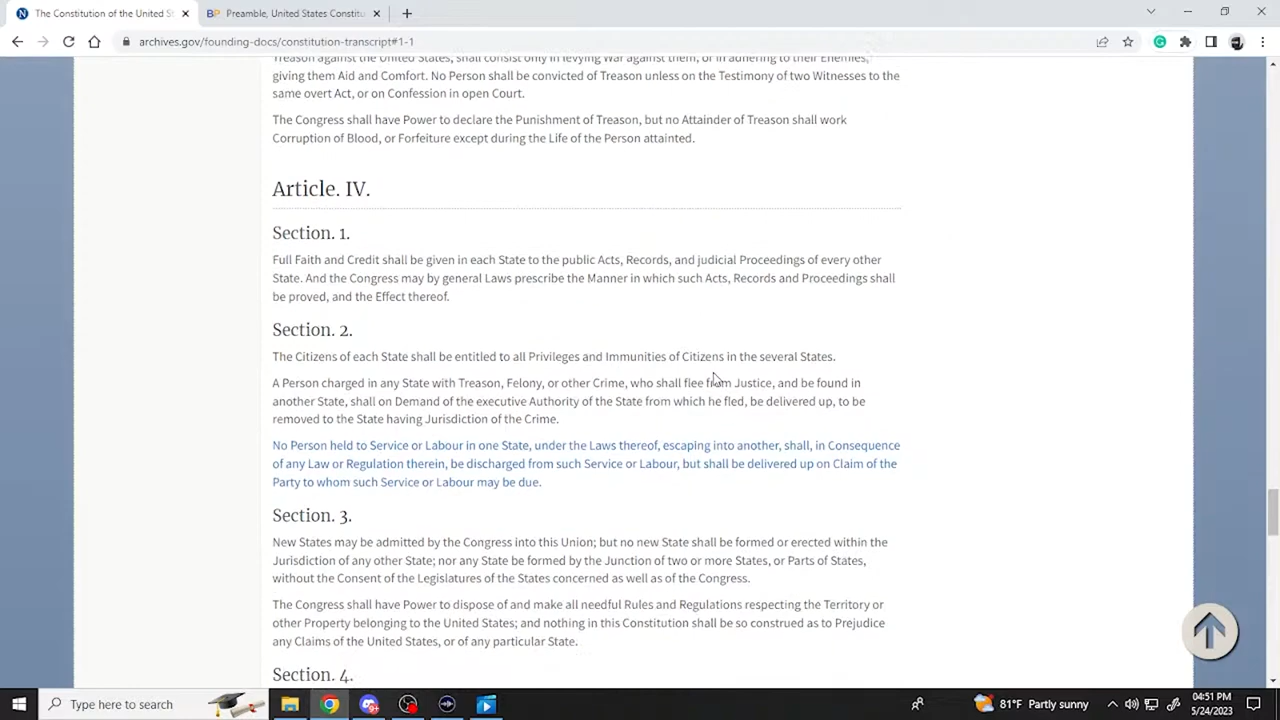 The Constitution of the United S
Preamble, United States Constitu
archives.gov/founding-docs/constitution-transcript#1-1
Treason against the United States, shall consist only in levying War against them, or in adhering to their Enemies,
giving them Aid and Comfort. No Person shall be convicted of Treason unless on the Testimony of two Witnesses to the
same overt Act, or on Confession in open Court.
The Congress shall have Power to declare the Punishment of Treason, but no Attainder of Treason shall work
Corruption of Blood, or Forfeiture except during the Life of the Person attainted.
Article. IV.
Section. 1.
Full Faith and Credit shall be given in each State to the public Acts, Records, and judicial Proceedings of every other
State. And the Congress may by general Laws prescribe the Manner in which such Acts, Records and Proceedings shall
be proved, and the Effect thereof.
Section. 2.
The Citizens of each State shall be entitled to all Privileges and Immunities of Citizens in the several States.
A Person charged in any State with Treason, Felony, or other Crime, who shall flee from Justice, and be found in
another State, shall on Demand of the executive Authority of the State from which he fled, be delivered up, to be
removed to the State having Jurisdiction of the Crime.
No Person held to Service or Labour in one State, under the Laws thereof, escaping into another, shall, in Consequence
of any Law or Regulation therein, be discharged from such Service or Labour, but shall be delivered up on Claim of the
Party to whom such Service or Labour may be due.
Section. 3.
New States may be admitted by the Congress into this Union; but no new State shall be formed or erected within the
Jurisdiction of any other State; nor any State be formed by the Junction of two or more States, or Parts of States,
without the Consent of the Legislatures of the States concerned as well as of the Congress.
The Congress shall have Power to dispose of and make all needful Rules and Regulations respecting the Territory or
other Property belonging to the United States; and nothing in this Constitution shall be so construed as to Prejudice
any Claims of the United States, or of any particular State.
Section. 4.
Type here to search
81°F Partly sunny
04:51 PM
5/24/2023